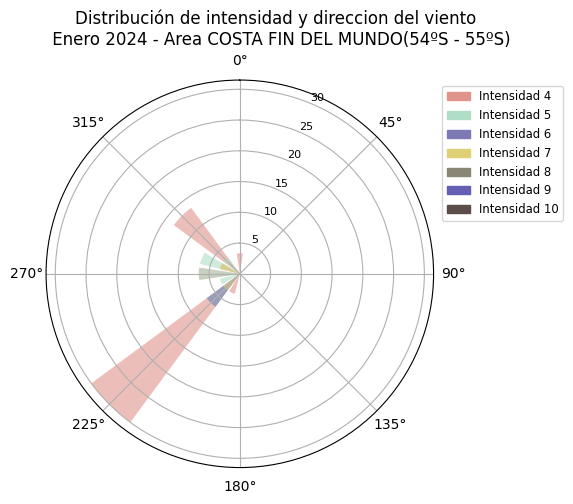 Distribución de intensidad y direccion del viento
Enero 2024 - Area COSTA FIN DEL MUNDO(54ºS - 55ºS)
0°
45°
90°
135°
180°
225°
270°
315°
5
10
15
20
25
30
Intensidad 4
Intensidad 5
Intensidad 6
Intensidad 7
Intensidad 8
Intensidad 9
Intensidad 10